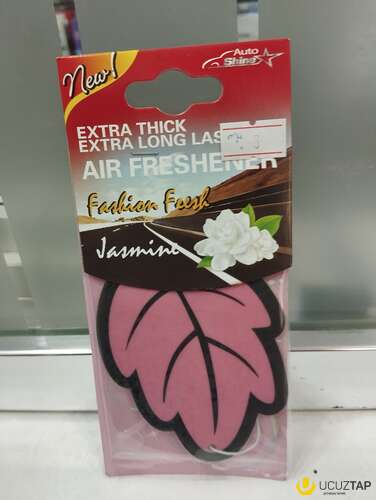 New!
Auto
Shine
EXTRA THICK
EXTRA LONG LAS
AIR FRESHENER
Fashion Fresh
Jasmine
UCUZTAP